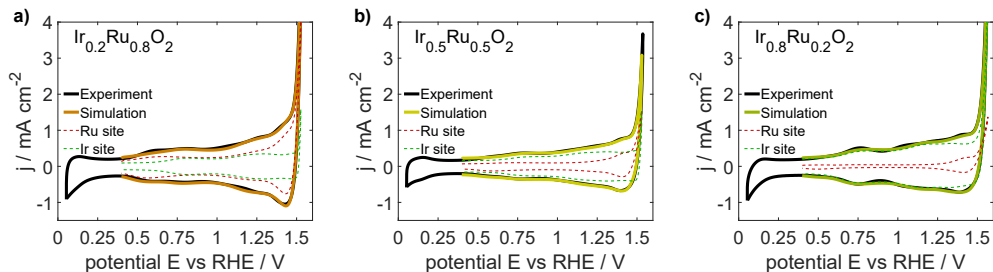 a)
Ir0.2Ru0.8O2
Experiment
Simulation
Ru site
Ir site
j / mA cm-2
4
3
2
1
0
-1
0 0.25 0.5 0.75 1 1.25 1.5
potential E vs RHE / V
b)
Ir0.5Ru0.5O2
Experiment
Simulation
Ru site
Ir site
j / mA cm-2
4
3
2
1
0
-1
0 0.25 0.5 0.75 1 1.25 1.5
potential E vs RHE / V
c)
Ir0.8Ru0.2O2
Experiment
Simulation
Ru site
Ir site
j / mA cm-2
4
3
2
1
0
-1
0 0.25 0.5 0.75 1 1.25 1.5
potential E vs RHE / V